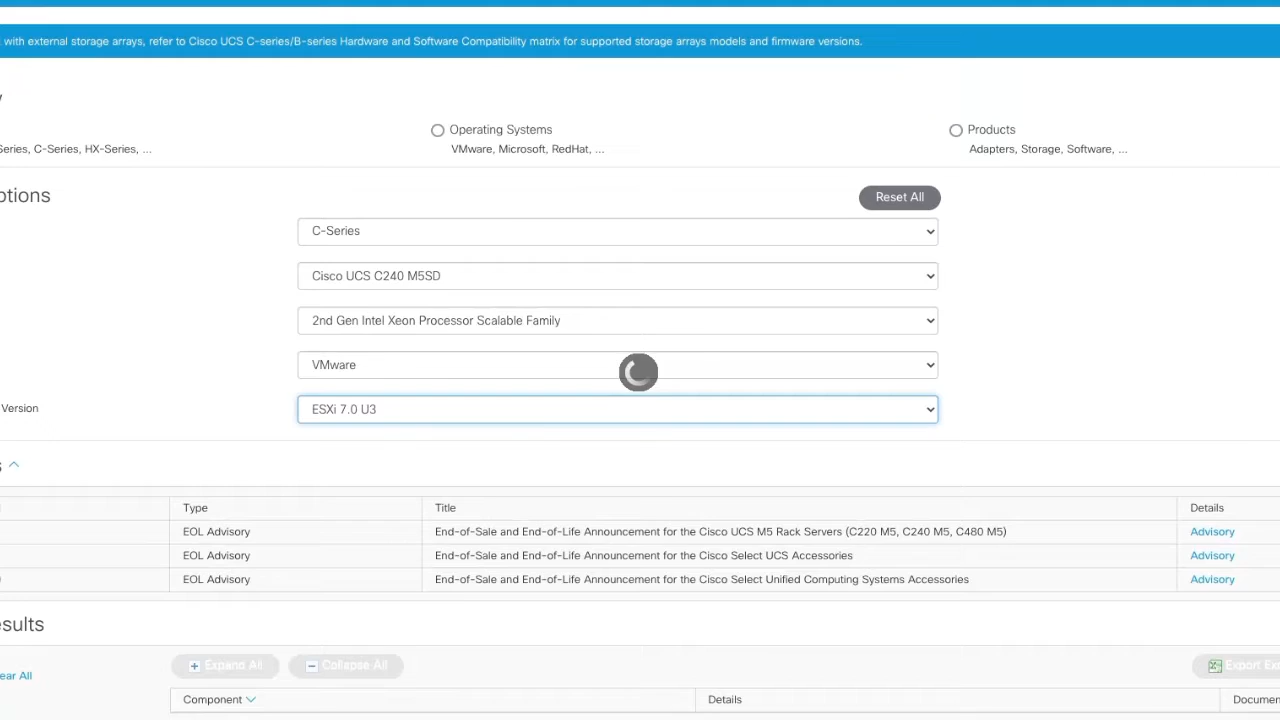 with external storage arrays, refer to Cisco UCS C-series/B-series Hardware and Software Compatibility matrix for supported storage arrays models and firmware versions.
Operating Systems
Products
Series, C-Series, HX-Series, ...
VMware, Microsoft, RedHat, ...
Adapters, Storage, Software, ...
ptions
Reset All
C-Series
Cisco UCS C240 M5SD
2nd Gen Intel Xeon Processor Scalable Family
VMware
Version
ESXi 7.0 U3
Type
Title
Details
EOL Advisory
End-of-Sale and End-of-Life Announcement for the Cisco UCS M5 Rack Servers (C220 M5, C240 M5, C480 M5)
Advisory
EOL Advisory
End-of-Sale and End-of-Life Announcement for the Cisco Select UCS Accessories
Advisory
EOL Advisory
End-of-Sale and End-of-Life Announcement for the Cisco Select Unified Computing Systems Accessories
Advisory
esults
Expand All
Collapse All
Export Exc
ear All
Component
Details
Documen